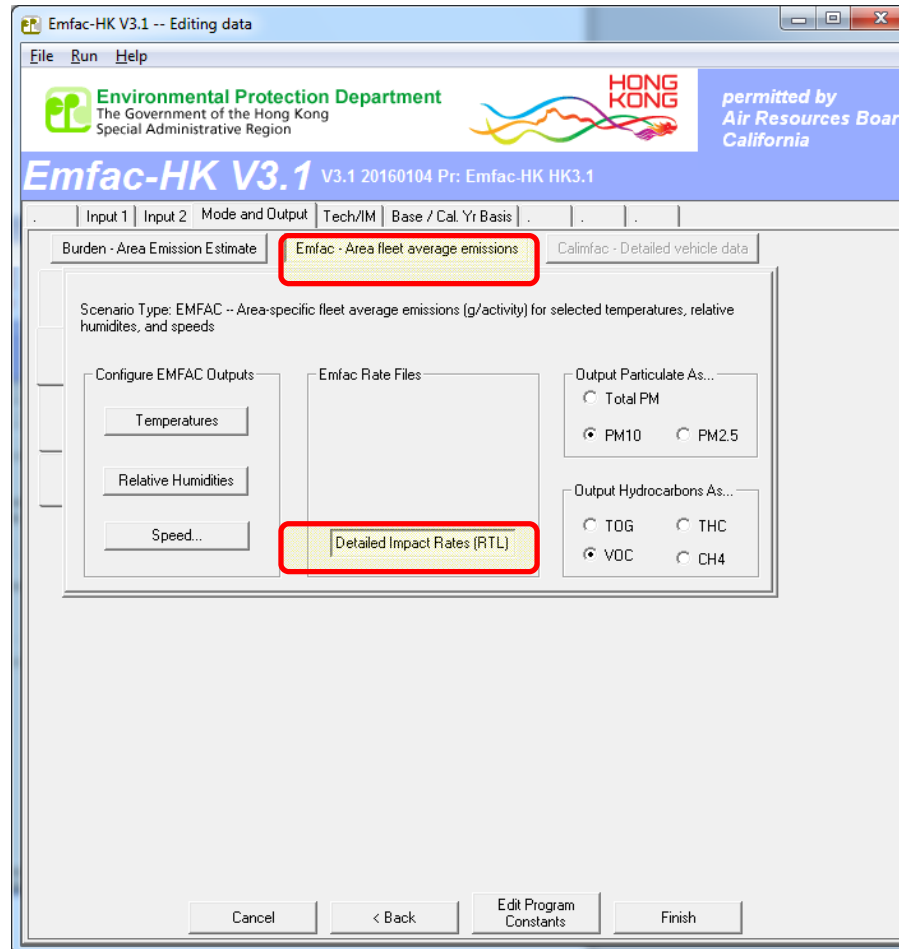 Emfac-HK V3.1 -- Editing data
File Run Help
Environmental Protection Department
The Government of the Hong Kong
Special Administrative Region
HONG
KONG
permitted by
Air Resources Boar
California
Emfac-HK V3.1 V3.1 20160104 Pr: Emfac-HK HK3.1
. Input 1 Input 2 Mode and Output Tech/IM Base / Cal. Yr Basis . . .
Burden - Area Emission Estimate Emfac - Area fleet average emissions Calimfac - Detailed vehicle data
Scenario Type: EMFAC -- Area-specific fleet average emissions (g/activity) for selected temperatures, relative
humidites, and speeds
Configure EMFAC Outputs
Temperatures
Relative Humidities
Speed...
Emfac Rate Files
Detailed Impact Rates (RTL)
Output Particulate As...
Total PM
PM10 PM2.5
Output Hydrocarbons As...
TOG THC
VOC CH4
Cancel < Back Edit Program
Constants Finish